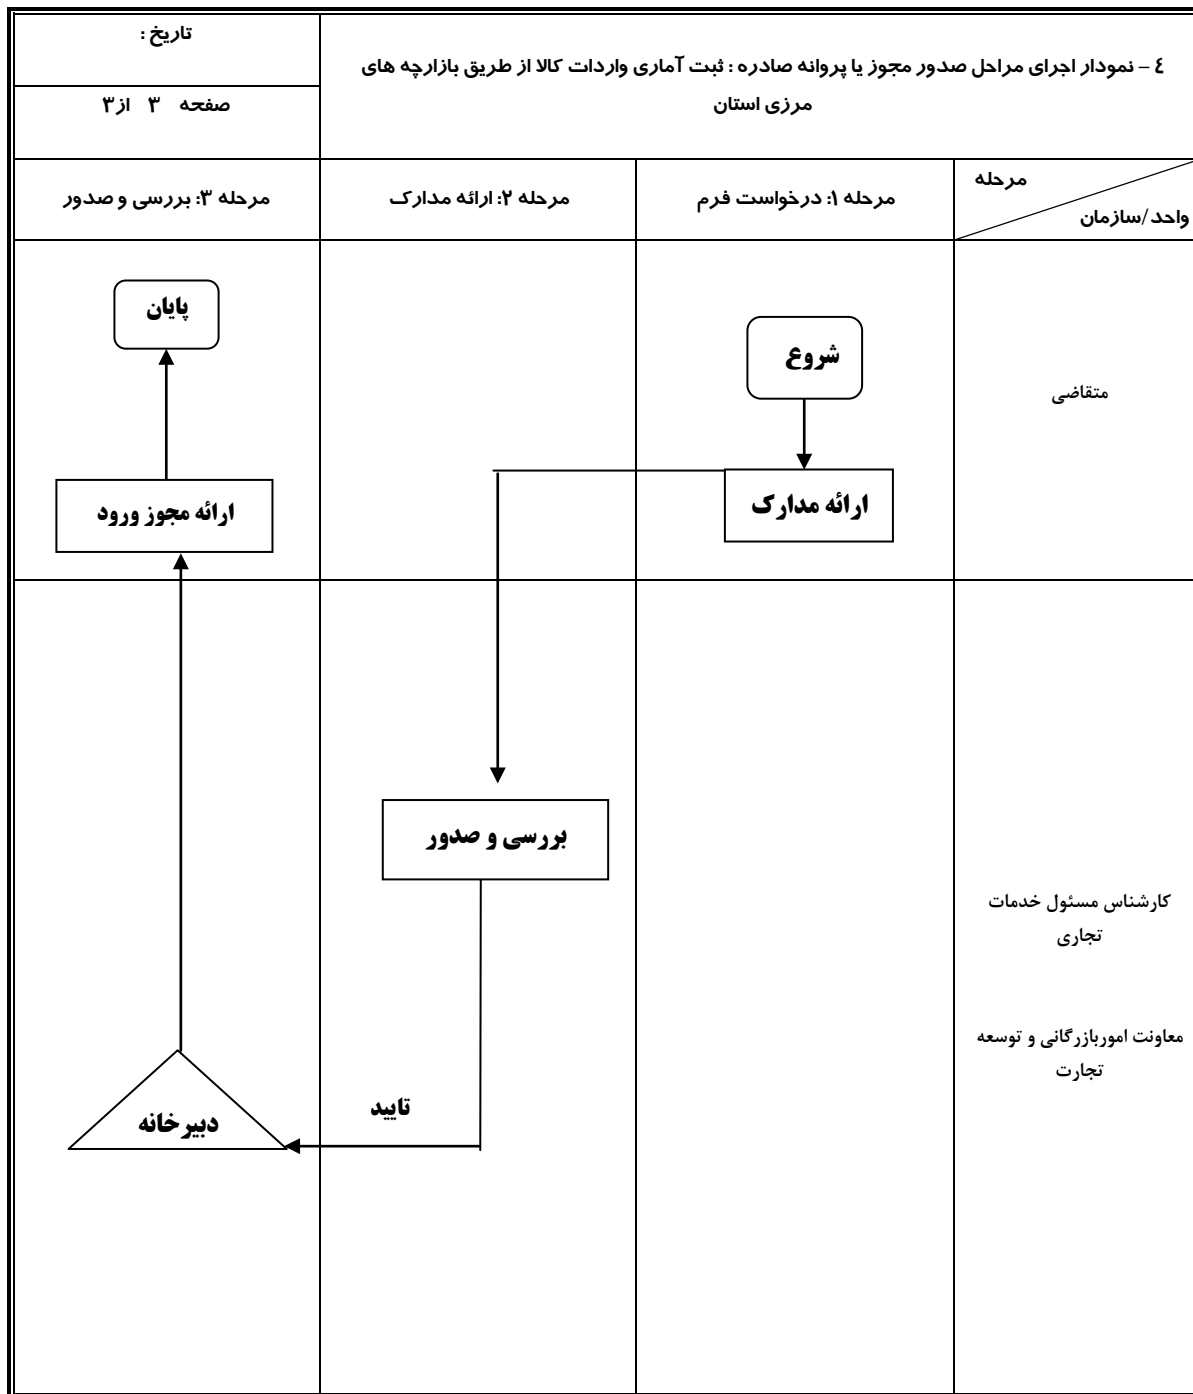 ٤ – نمودار اجرای مراحل صدور مجوز یا پروانه صادره : ثبت آماری واردات کالا از طریق بازارچه های
مرزی استان
تاریخ :
صفحه ۳ از۳
مرحله
واحد/سازمان
مرحله ۱: درخواست فرم
مرحله ۲: ارائه مدارک
مرحله ۳: بررسی و صدور
متقاضی
شروع
ارائه مدارک
پایان
ارائه مجوز ورود
کارشناس مسئول خدمات
تجاری
معاونت اموربازرگانی و توسعه
تجارت
بررسی و صدور
تایید
دبیرخانه